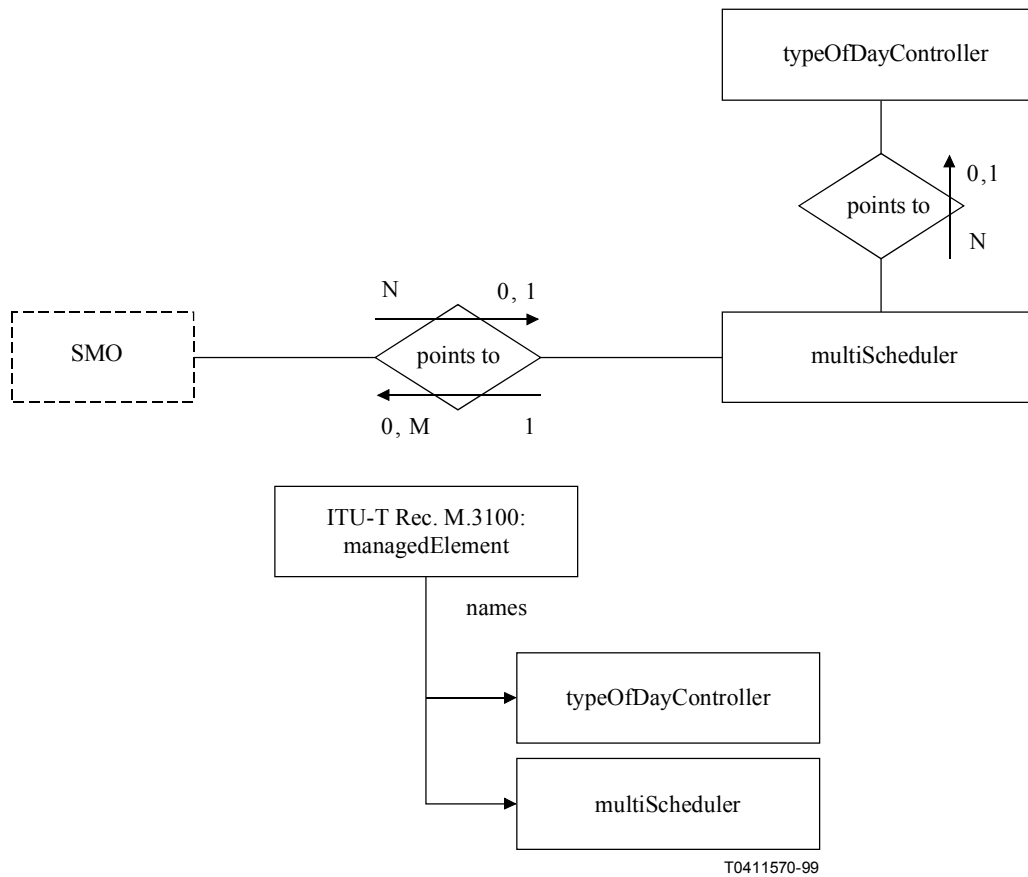 typeOfDayController
0,1
points to
N
N
0, 1
SMO
points to
multiScheduler
0, M
1
ITU-T Rec. M.3100:
managedElement
names
typeOfDayController
multiScheduler
T0411570-99